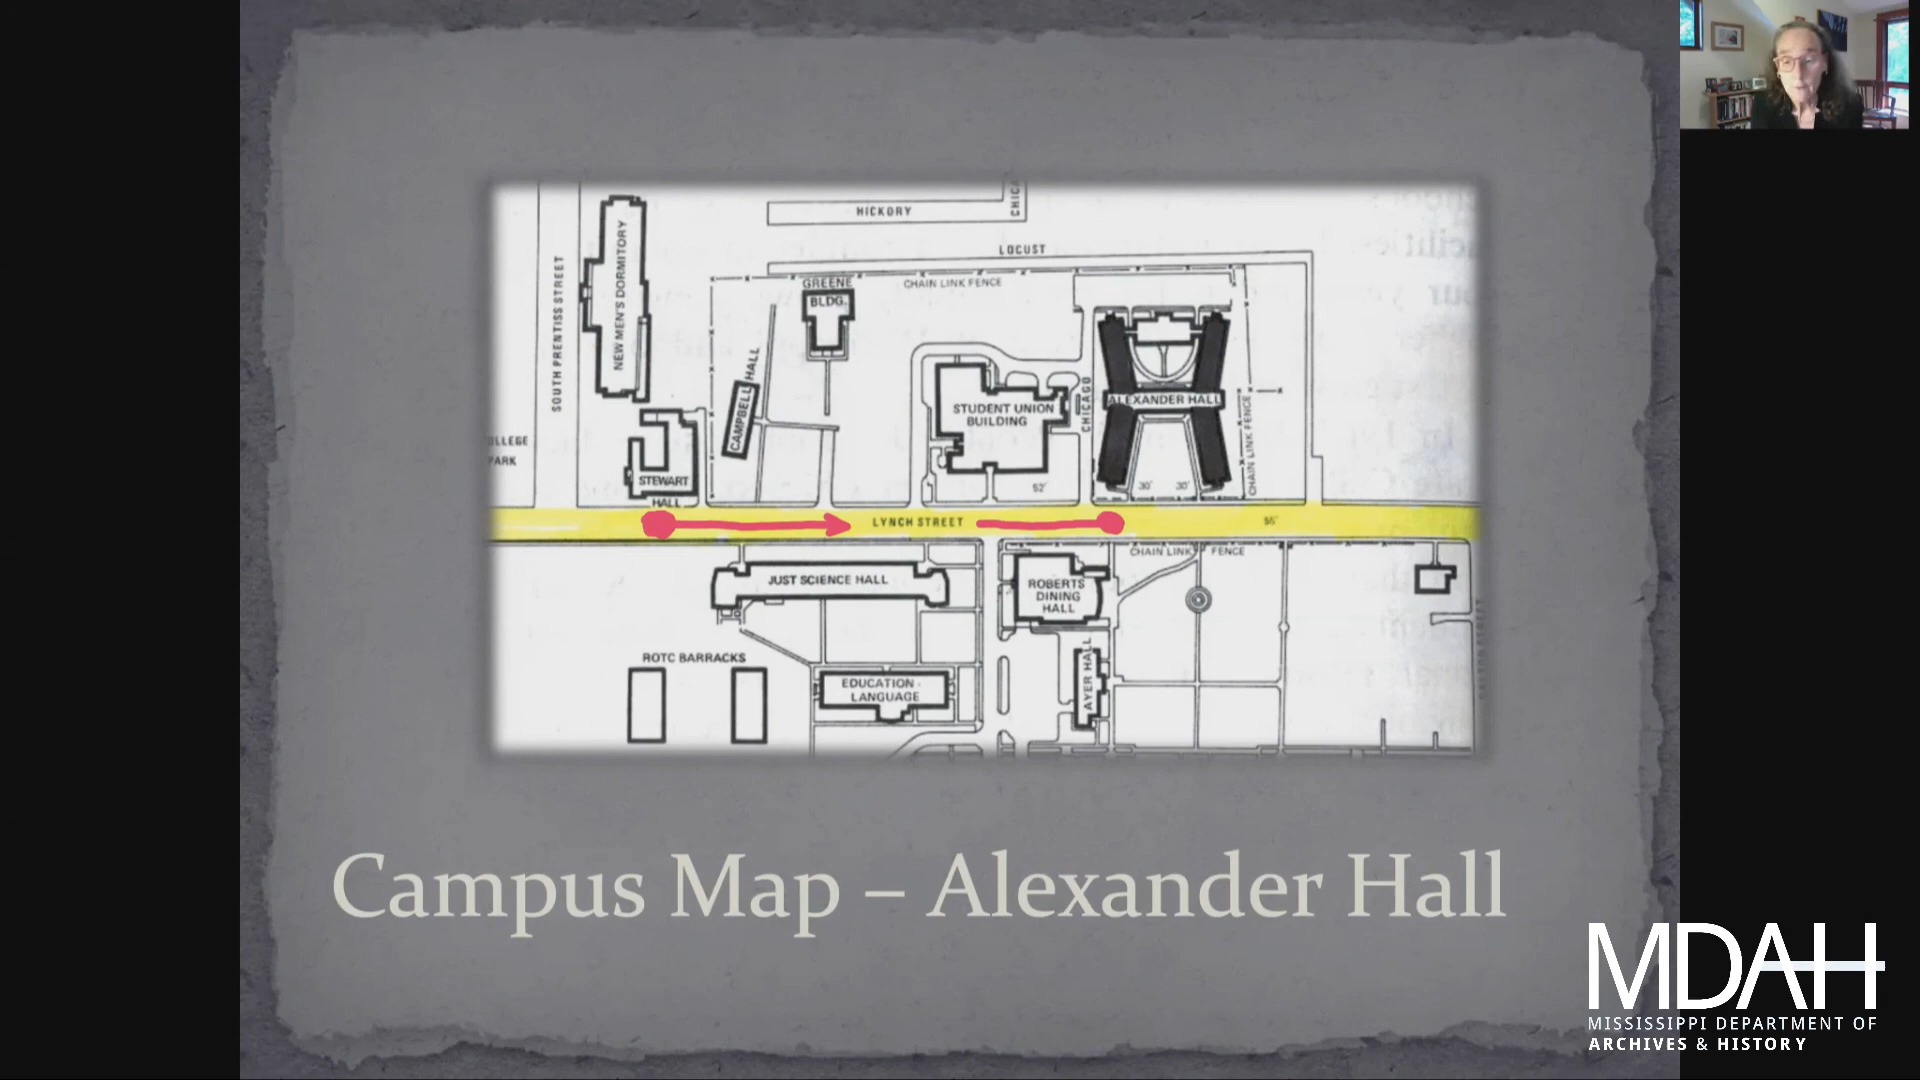 HICKORY
CHICA
LOCUST
CHAIN LINK FENCE
GREENE
BLDG.
SOUTH PRENTISS STREET
NEW MEN'S DORMITORY
CAMPBELL HALL
STUDENT UNION
BUILDING
CHICAGO
ALEXANDER HALL
CHAIN LINK FENCE
OLLEGE
PARK
STEWART
HALL
52'
30'
30'
LYNCH STREET
55'
CHAIN LINK FENCE
JUST SCIENCE HALL
ROBERTS
DINING
HALL
ROTC BARRACKS
EDUCATION -
LANGUAGE
AYER HALL
Campus Map – Alexander Hall
MDAH
MISSISSIPPI DEPARTMENT OF
ARCHIVES & HISTORY